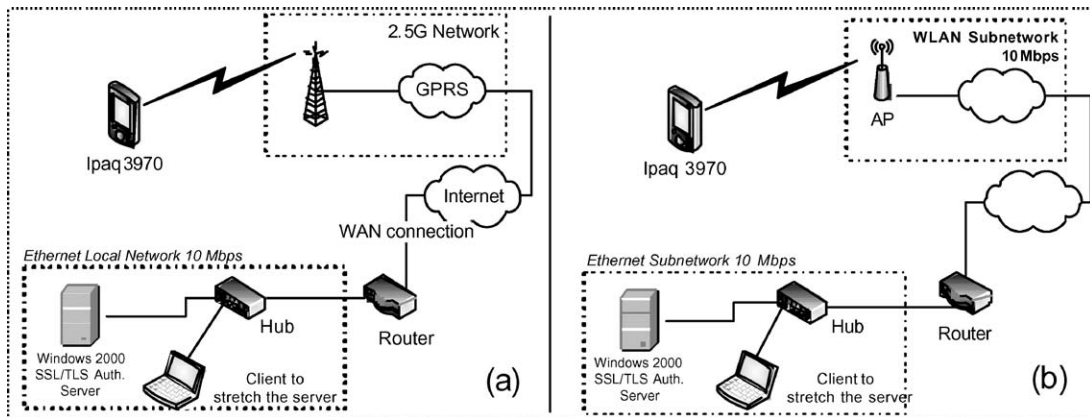 2.5G Network
GPRS
Ipaq 3970
Internet
WAN connection
Ethernet Local Network 10 Mbps
Hub
Router
Windows 2000
SSL/TLS Auth.
Server
Client to
stretch the server
(a)
WLAN Subnetwork
10 Mbps
AP
Ipaq 3970
Ethernet Subnetwork 10 Mbps
Hub
Router
Windows 2000
SSL/TLS Auth.
Server
Client to
stretch the server
(b)